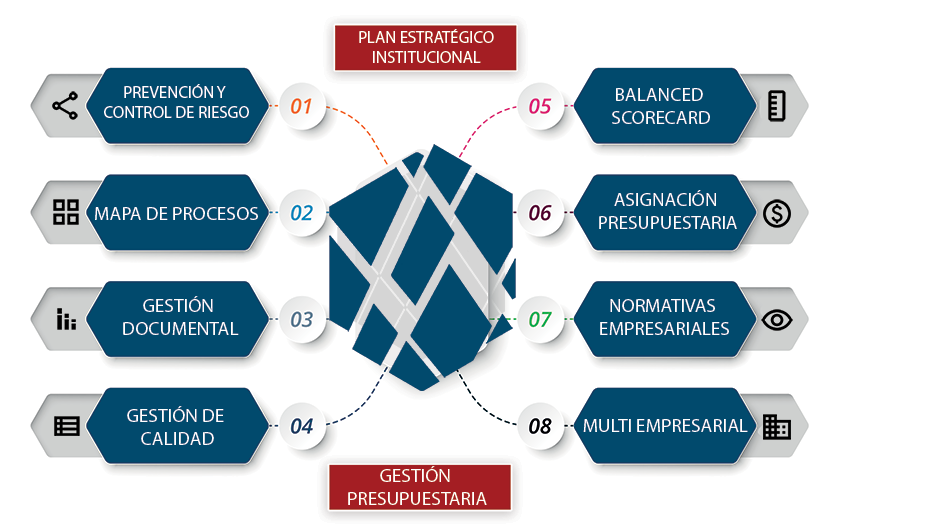 PLAN ESTRATÉGICO
INSTITUCIONAL
PREVENCIÓN Y
CONTROL DE RIESGO
01
MAPA DE PROCESOS
02
GESTIÓN
DOCUMENTAL
03
GESTIÓN DE
CALIDAD
04
05
BALANCED
SCORECARD
06
ASIGNACIÓN
PRESUPUESTARIA
07
NORMATIVAS
EMPRESARIALES
08
MULTI EMPRESARIAL
GESTIÓN
PRESUPUESTARIA